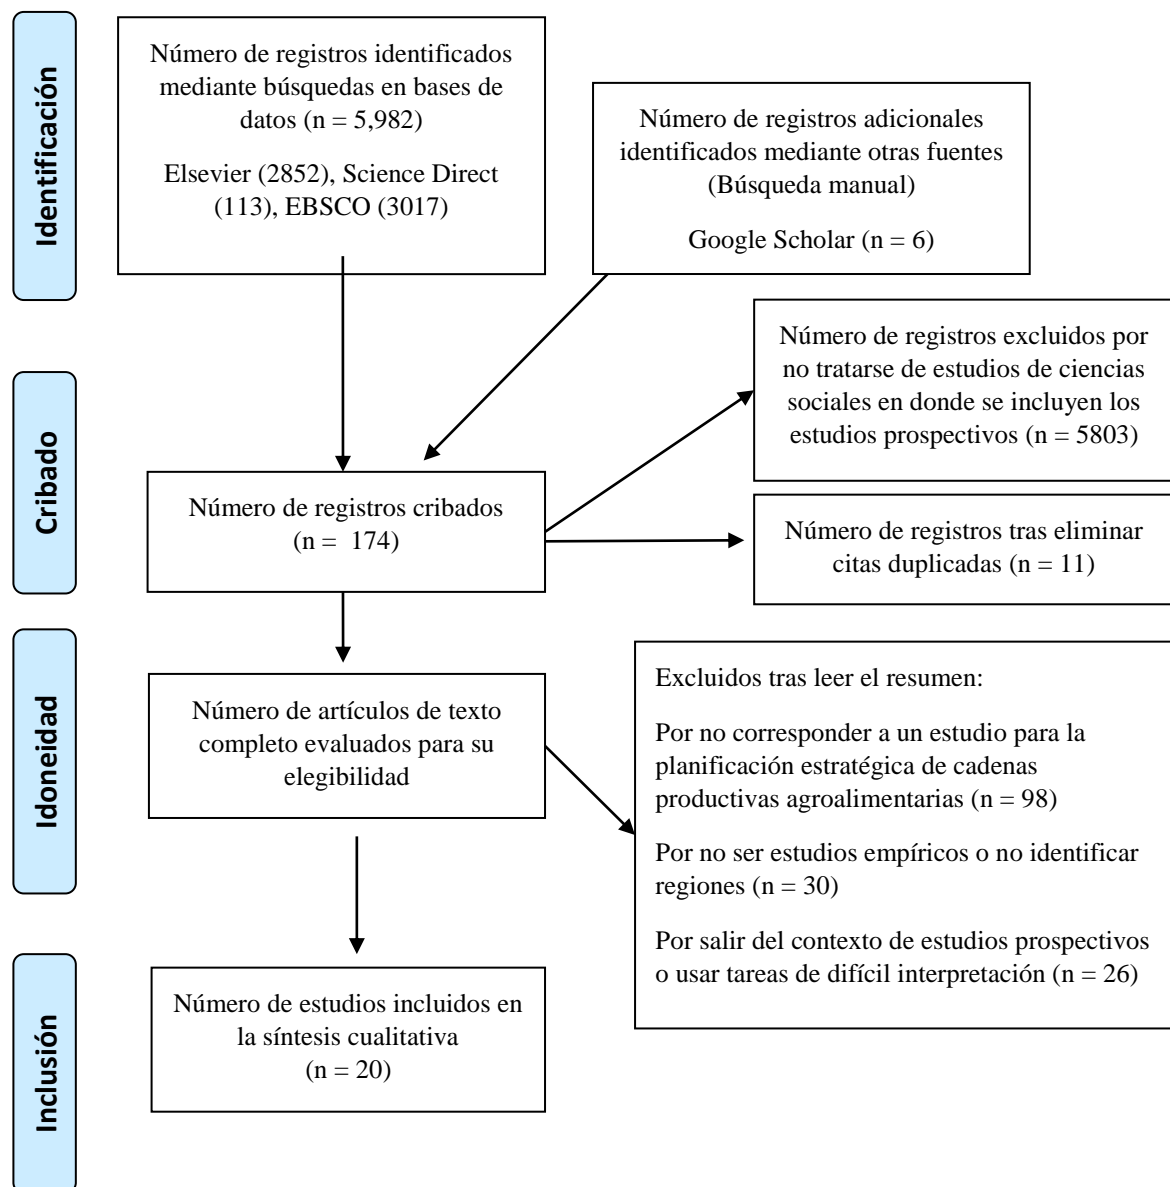 Identificación
Número de registros identificados
mediante búsquedas en bases de
datos (n = 5,982)
Elsevier (2852), Science Direct
(113), EBSCO (3017)
Número de registros adicionales
identificados mediante otras fuentes
(Búsqueda manual)
Google Scholar (n = 6)
Cribado
Número de registros excluidos por
no tratarse de estudios de ciencias
sociales en donde se incluyen los
estudios prospectivos (n = 5803)
Número de registros cribados
(n = 174)
Número de registros tras eliminar
citas duplicadas (n = 11)
Idoneidad
Número de artículos de texto
completo evaluados para su
elegibilidad
Excluidos tras leer el resumen:
Por no corresponder a un estudio para la
planificación estratégica de cadenas
productivas agroalimentarias (n = 98)
Por no ser estudios empíricos o no identificar
regiones (n = 30)
Por salir del contexto de estudios prospectivos
o usar tareas de difícil interpretación (n = 26)
Inclusión
Número de estudios incluidos en
la síntesis cualitativa
(n = 20)